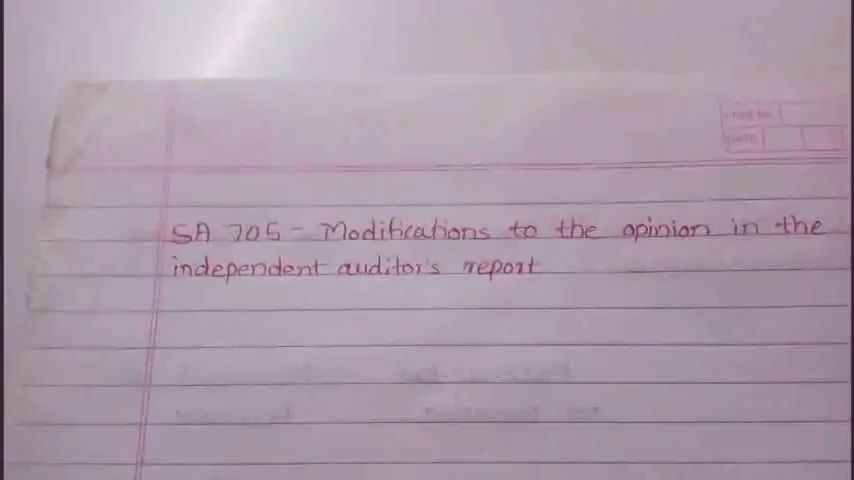 SA 705 - Modifications to the opinion in the
independent auditor's report